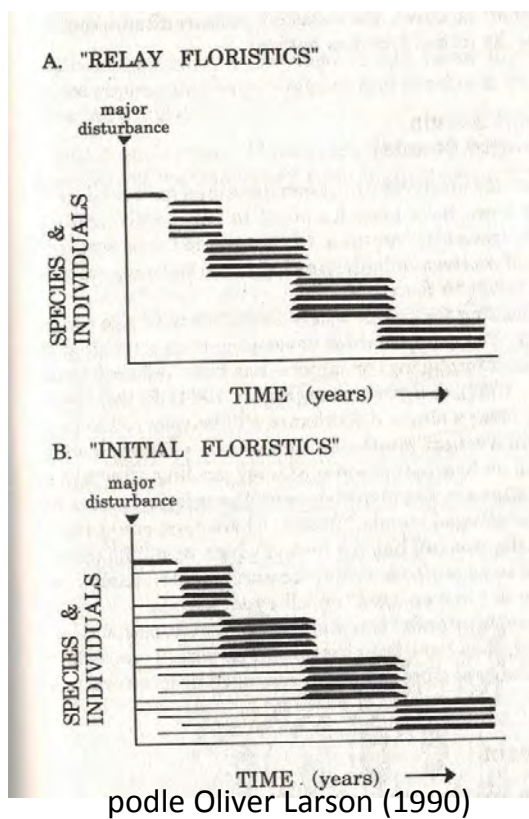 A. "RELAY FLORISTICS"
major
disturbance
SPECIES &
INDIVIDUALS
TIME (years)
B. "INITIAL FLORISTICS"
major
disturbance
SPECIES &
INDIVIDUALS
TIME (years)
podle Oliver Larson (1990)